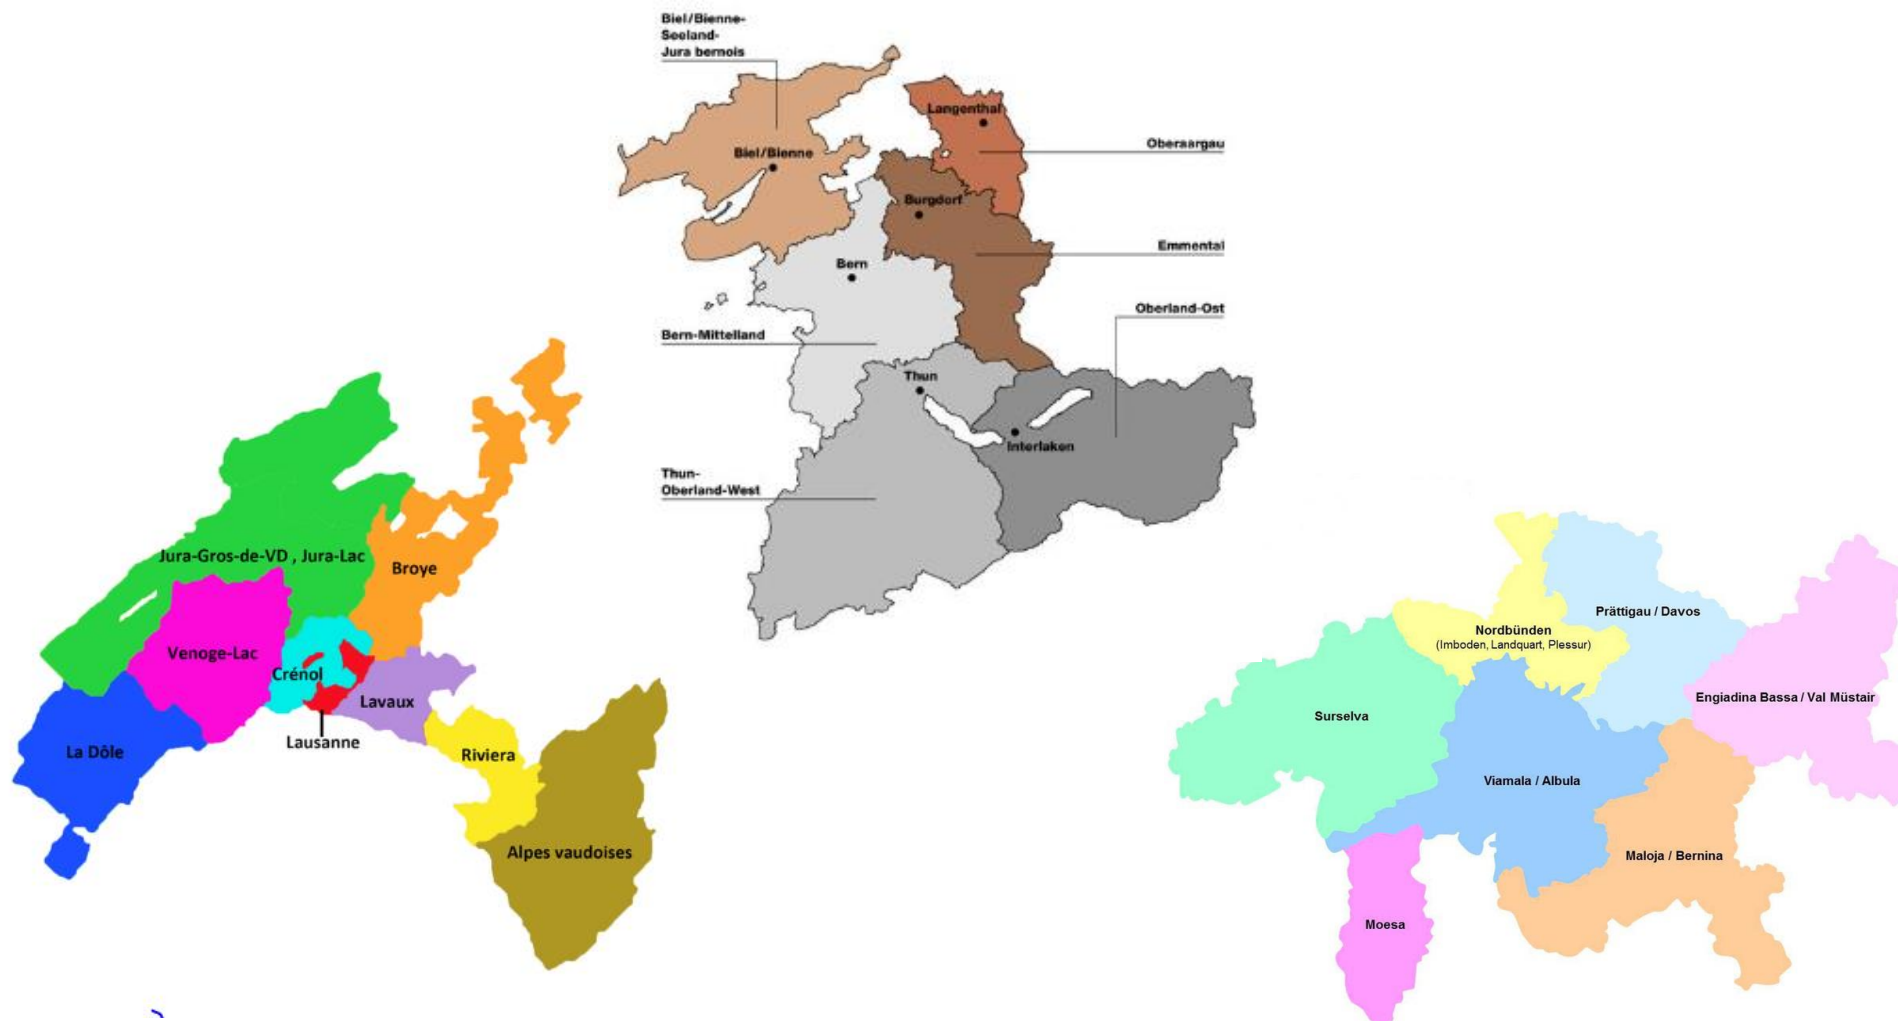 Biel/Bienne-
Seeland-
Jura bernois
Langenthal
Oberaargau
Biel/Bienne
Burgdorf
Emmental
Bern
Oberland-Ost
Bern-Mittelland
Thun
Interlaken
Thun-
Oberland-West
Jura-Gros-de-VD , Jura-Lac
Broye
Venoge-Lac
Crénol
Lavaux
Lausanne
La Dôle
Riviera
Alpes vaudoises
Prättigau / Davos
Nordbünden
(Imboden, Landquart, Plessur)
Engiadina Bassa / Val Müstair
Surselva
Viamala / Albula
Maloja / Bernina
Moesa